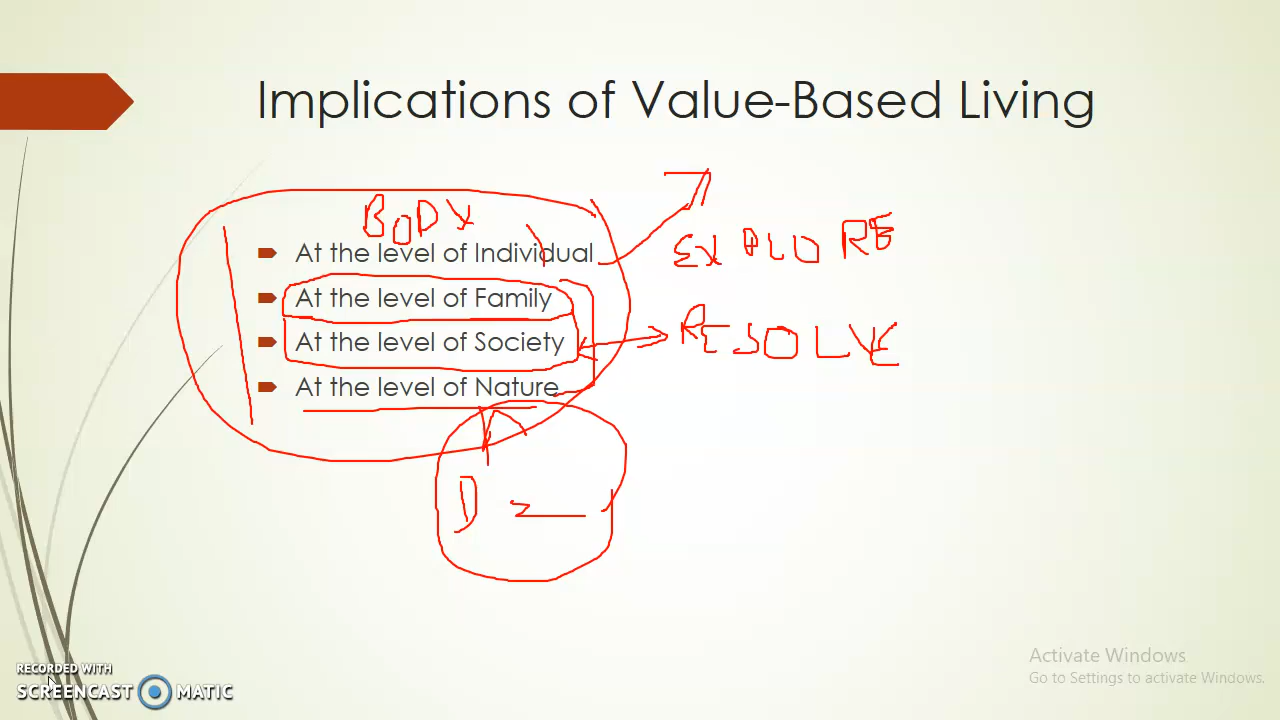 Implications of Value-Based Living
BODY
At the level of Individual
EXPLORE
At the level of Family
At the level of Society
RESOLVE
At the level of Nature
D
Activate Windows
Go to Settings to activate Windows.
RECORDED WITH
SCREENCAST MATIC